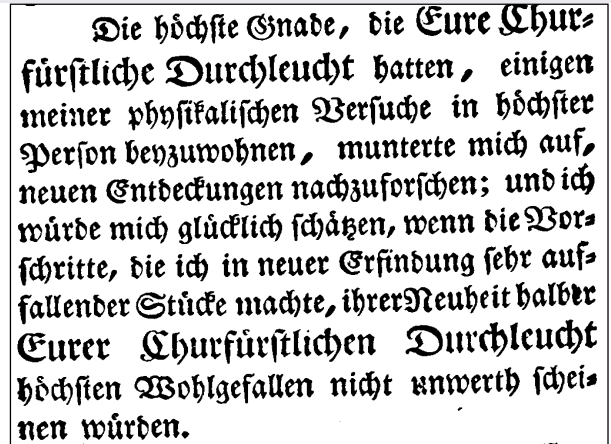 Die höchste Gnade, die Eure Chur⸗
fürstliche Durchleucht hatten, einigen
meiner physikalischen Versuche in höchster
Person beyzuwohnen, munterte mich auf,
neuen Entdeckungen nachzuforschen; und ich
würde mich glücklich schätzen, wenn die Vor⸗
schritte, die ich in neuer Erfindung sehr auf⸗
fallender Stücke machte, ihrer Neuheit halber
Eurer Churfürstlichen Durchleucht
höchsten Wohlgefallen nicht unwerth schei⸗
nen würden.